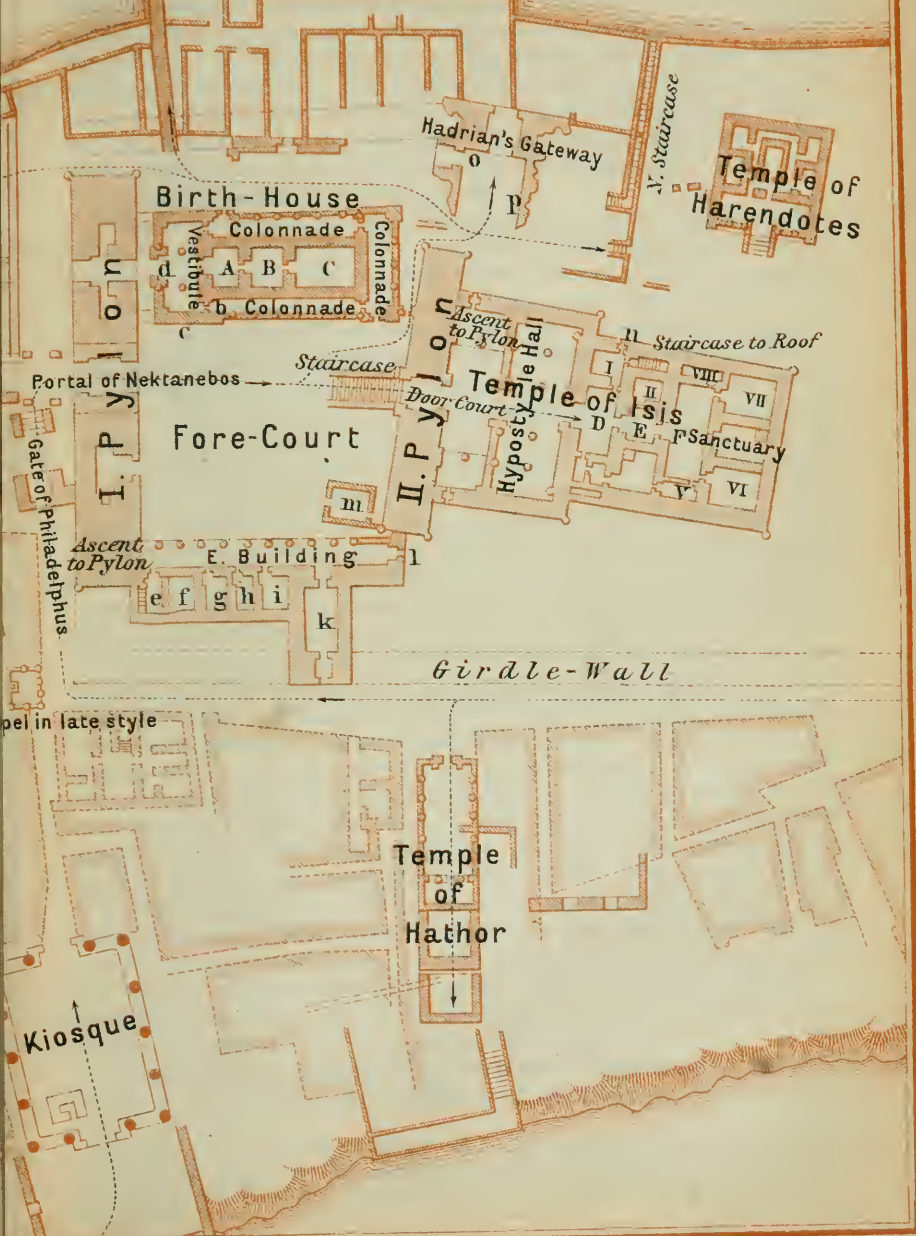 N. Staircase
Hadrian's Gateway
o
P
Temple of
Harendotes
Birth-House
Colonnade
Vestibule
d
A
B
C
Colonnade
b
Colonnade
c
I. Pylon
Portal of Nektanebos
Staircase
Ascent
to Pylon
II. Pylon
Hypostyle Hall
n
Staircase to Roof
I
II
VIII
VII
Temple of Isis
Door Court
D
E
F
Sanctuary
V
VI
Fore-Court
Gate of Philadelphus
m
Ascent
to Pylon
E. Building
l
e
f
g
h
i
k
Girdle-Wall
pel in late style
Temple
of
Hathor
Kiosque